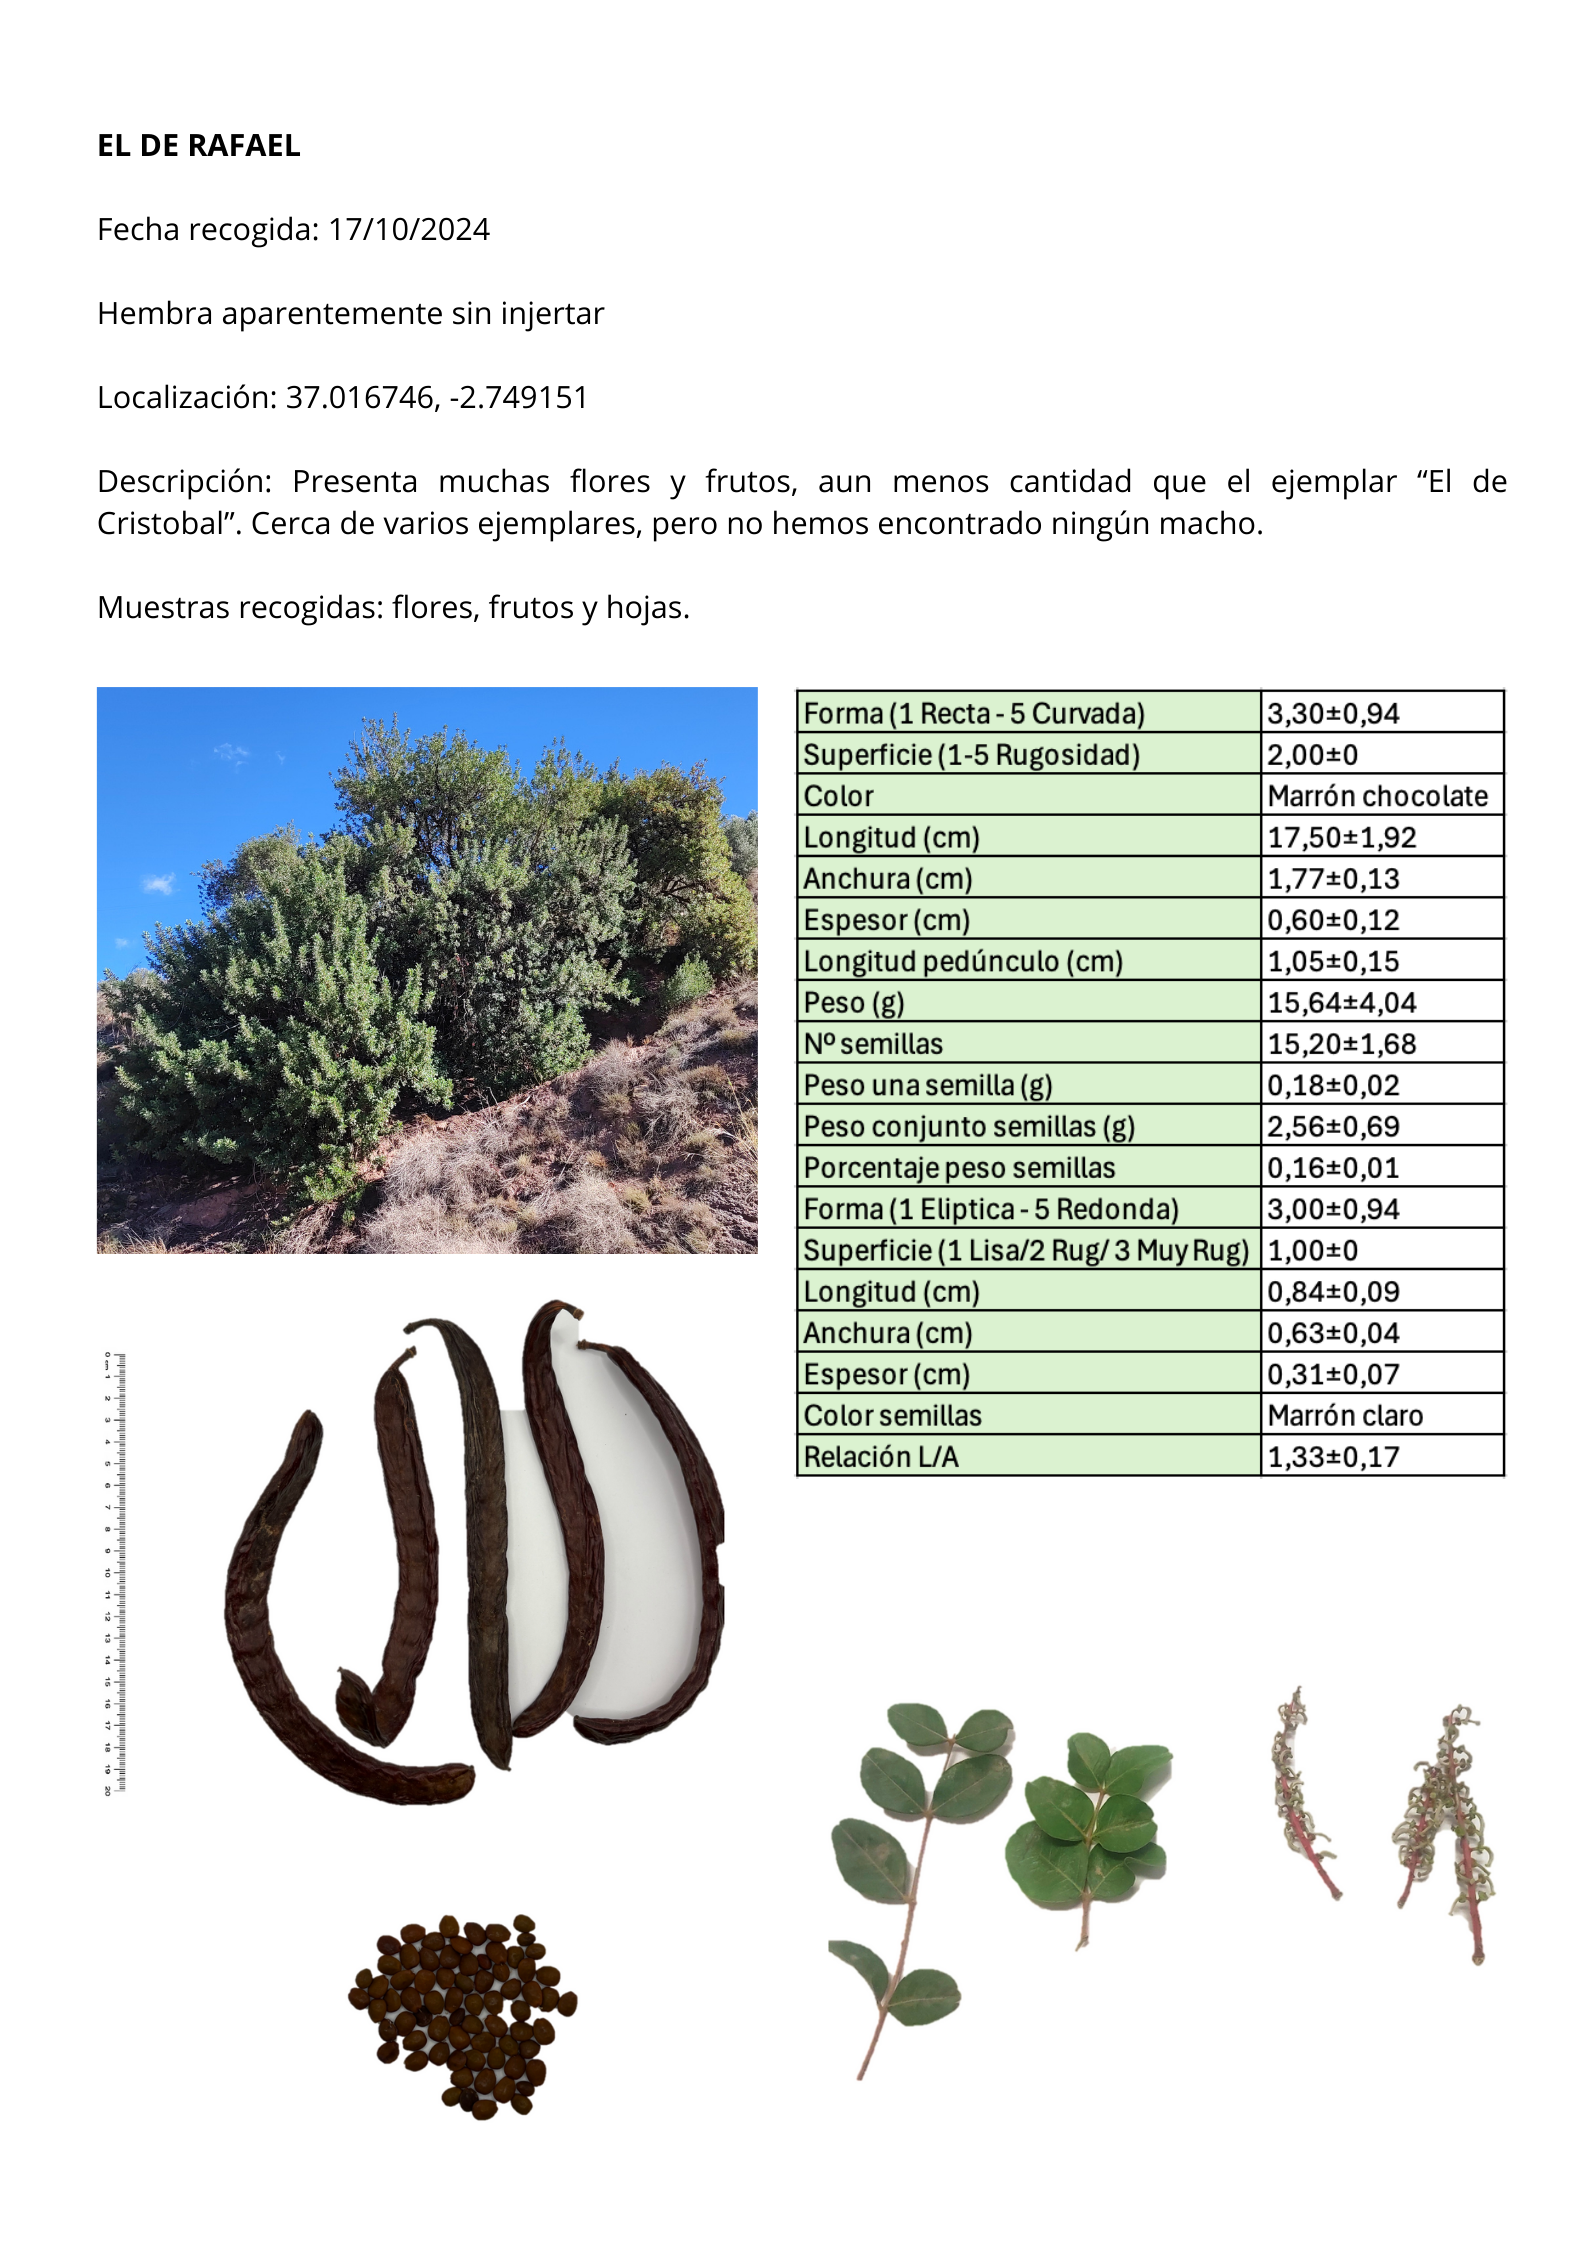 EL DE RAFAEL
Fecha recogida: 17/10/2024
Hembra aparentemente sin injertar
Localización: 37.016746, -2.749151
Descripción: Presenta muchas flores y frutos, aun menos cantidad que el ejemplar “El de
Cristobal”. Cerca de varios ejemplares, pero no hemos encontrado ningún macho.
Muestras recogidas: flores, frutos y hojas.
Forma (1 Recta - 5 Curvada) 3,30±0,94
Superficie (1-5 Rugosidad) 2,00±0
Color Marrón chocolate
Longitud (cm) 17,50±1,92
Anchura (cm) 1,77±0,13
Espesor (cm) 0,60±0,12
Longitud pedúnculo (cm) 1,05±0,15
Peso (g) 15,64±4,04
Nº semillas 15,20±1,68
Peso una semilla (g) 0,18±0,02
Peso conjunto semillas (g) 2,56±0,69
Porcentaje peso semillas 0,16±0,01
Forma (1 Eliptica - 5 Redonda) 3,00±0,94
Superficie (1 Lisa/2 Rug/ 3 Muy Rug) 1,00±0
Longitud (cm) 0,84±0,09
Anchura (cm) 0,63±0,04
Espesor (cm) 0,31±0,07
Color semillas Marrón claro
Relación L/A 1,33±0,17
0 cm 1 2 3 4 5 6 7 8 9 10 11 12 13 14 15 16 17 18 19 20